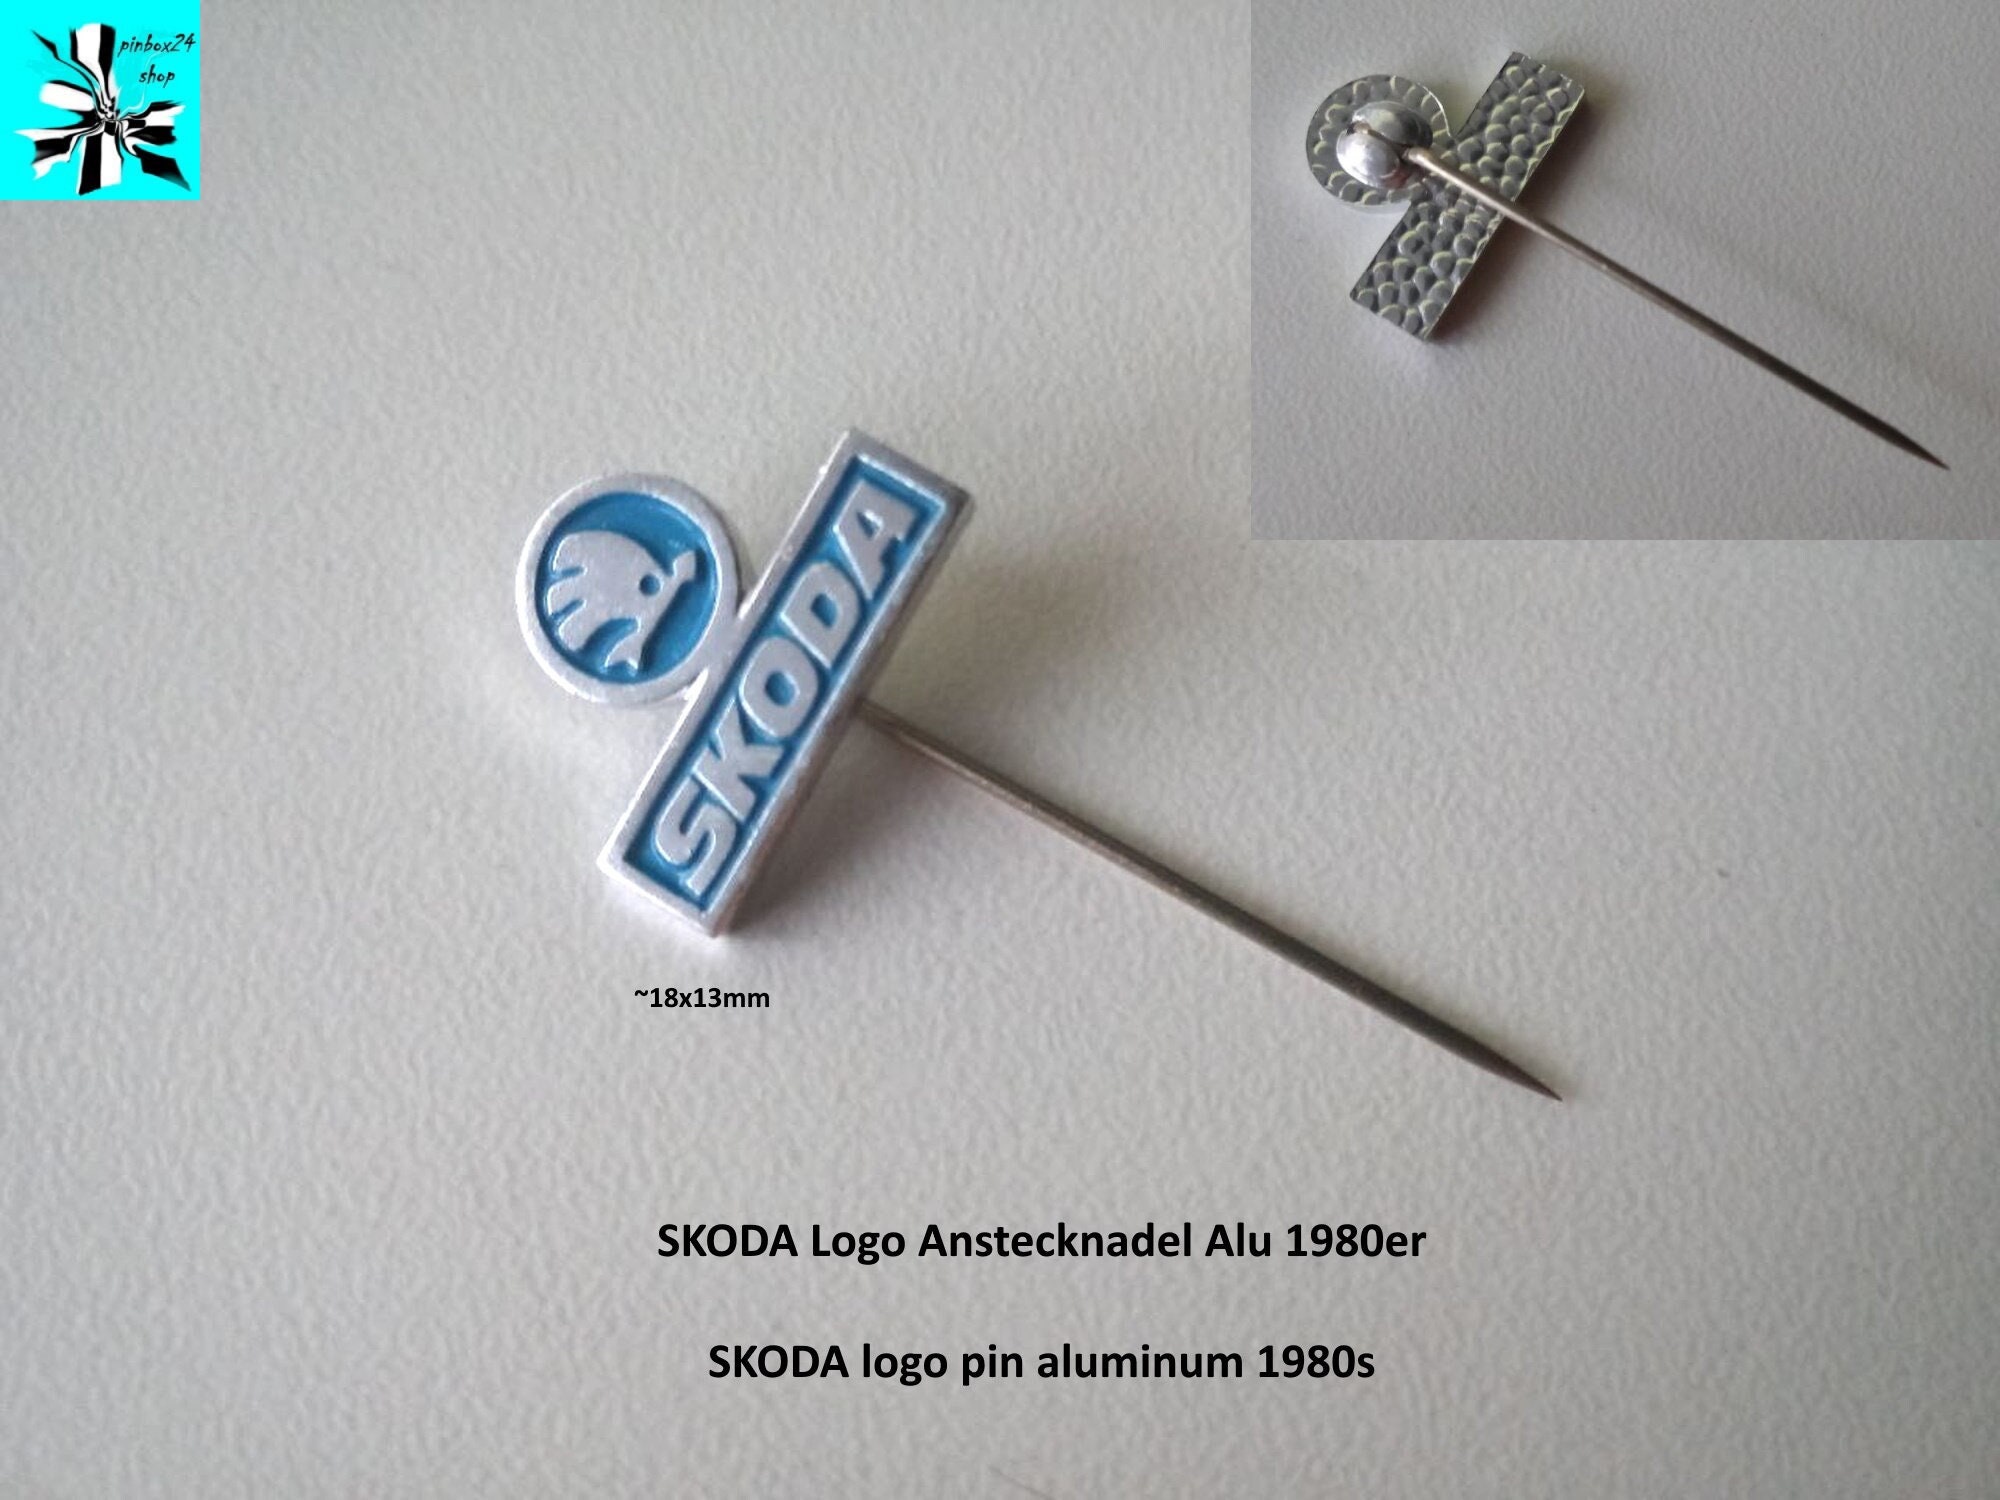 pinbox24
shop
SKODA
~18x13mm
SKODA Logo Anstecknadel Alu 1980er
SKODA logo pin aluminum 1980s